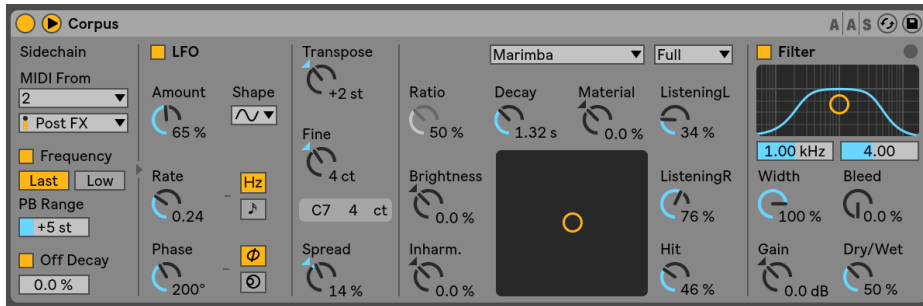 Corpus
AAS
Sidechain
MIDI From
2
Post FX
Frequency
Last Low
PB Range
+5 st
Off Decay
0.0 %
LFO
Amount
65 %
Shape
Rate
0.24
Hz
Phase
200°
Transpose
+2 st
Fine
4 ct
C7 4 ct
Spread
14 %
Marimba
Full
Ratio
50 %
Decay
1.32 s
Material
0.0 %
ListeningL
34 %
Brightness
0.0 %
ListeningR
76 %
Inharm.
0.0 %
Hit
46 %
Filter
1.00 kHz
4.00
Width
100 %
Bleed
0.0 %
Gain
0.0 dB
Dry/Wet
50 %